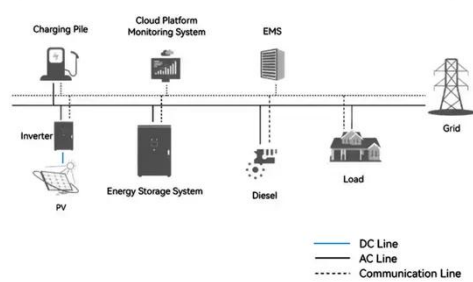 Charging Pile
Cloud Platform
Monitoring System
EMS
Grid
Inverter
PV
Energy Storage System
Diesel
Load
DC Line
AC Line
Communication Line